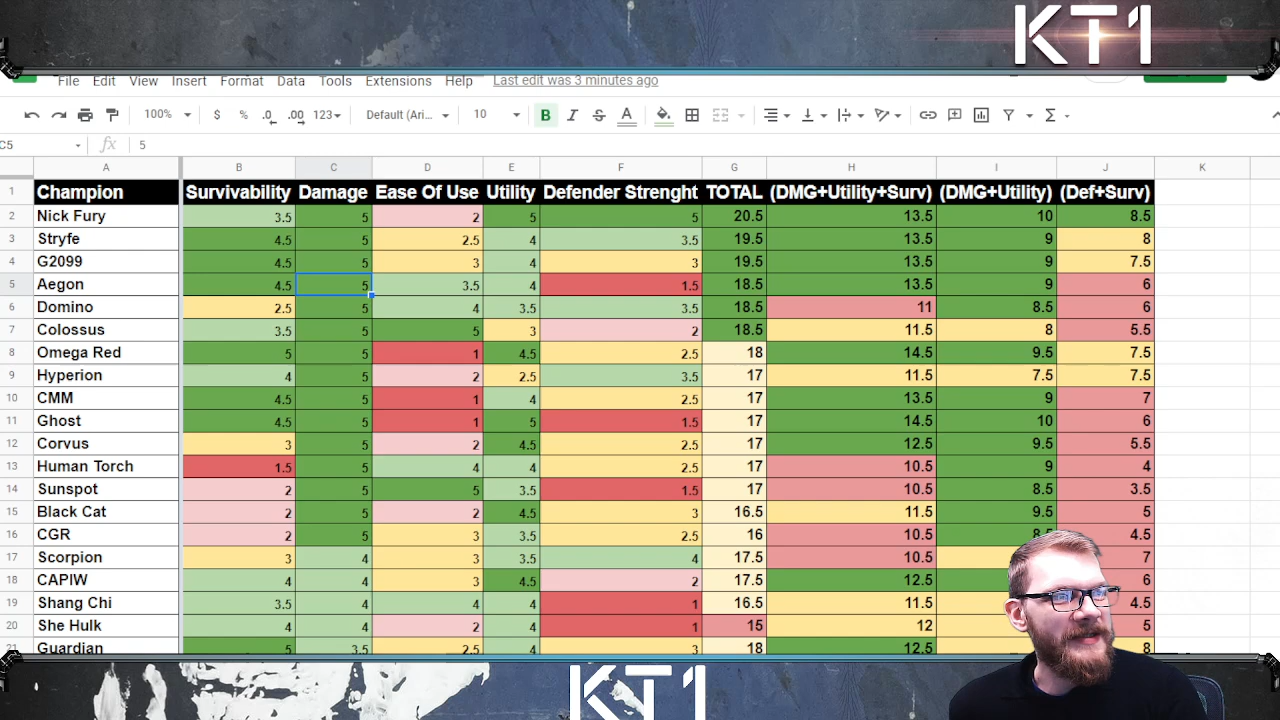 KT1
File Edit View Insert Format Data Tools Extensions Help Last edit was 3 minutes ago
100% $ % .0 .00 123 Default (Ari... 10 B I S A Σ
C5 fx 5
A B C D E F G H I J K
1 Champion Survivability Damage Ease Of Use Utility Defender Strenght TOTAL (DMG+Utility+Surv) (DMG+Utility) (Def+Surv)
2 Nick Fury 3.5 5 2 5 5 20.5 13.5 10 8.5
3 Stryfe 4.5 5 2.5 4 3.5 19.5 13.5 9 8
4 G2099 4.5 5 3 4 3 19.5 13.5 9 7.5
5 Aegon 4.5 5 3.5 4 1.5 18.5 13.5 9 6
6 Domino 2.5 5 4 3.5 3.5 18.5 11 8.5 6
7 Colossus 3.5 5 5 3 2 18.5 11.5 8 5.5
8 Omega Red 5 5 1 4.5 2.5 18 14.5 9.5 7.5
9 Hyperion 4 5 2 2.5 3.5 17 11.5 7.5 7.5
10 CMM 4.5 5 1 4 2.5 17 13.5 9 7
11 Ghost 4.5 5 1 5 1.5 17 14.5 10 6
12 Corvus 3 5 2 4.5 2.5 17 12.5 9.5 5.5
13 Human Torch 1.5 5 4 4 2.5 17 10.5 9 4
14 Sunspot 2 5 5 3.5 1.5 17 10.5 8.5 3.5
15 Black Cat 2 5 2 4.5 3 16.5 11.5 9.5 5
16 CGR 2 5 3 3.5 2.5 16 10.5 8.5 4.5
17 Scorpion 3 4 3 3.5 4 17.5 10.5 7
18 CAPIW 4 4 3 4.5 2 17.5 12.5 6
19 Shang Chi 3.5 4 4 4 1 16.5 11.5 4.5
20 She Hulk 4 4 2 4 1 15 12 5
21 Guardian 5 3.5 2.5 4 3 18 12.5 8
KT1